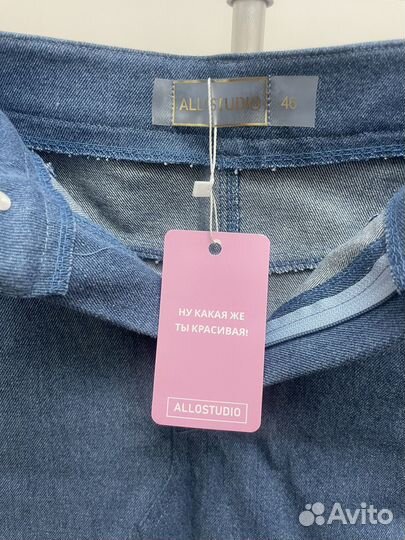 ALLOSTUDIO 46
НУ КАКАЯ ЖЕ
ТЫ КРАСИВАЯ!
ALLOSTUDIO
Avito